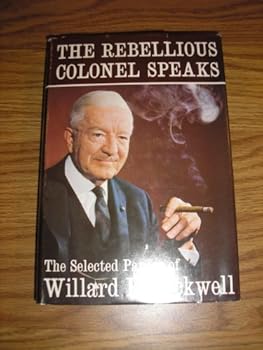 THE REBELLIOUS
COLONEL SPEAKS
The Selected of
Willard